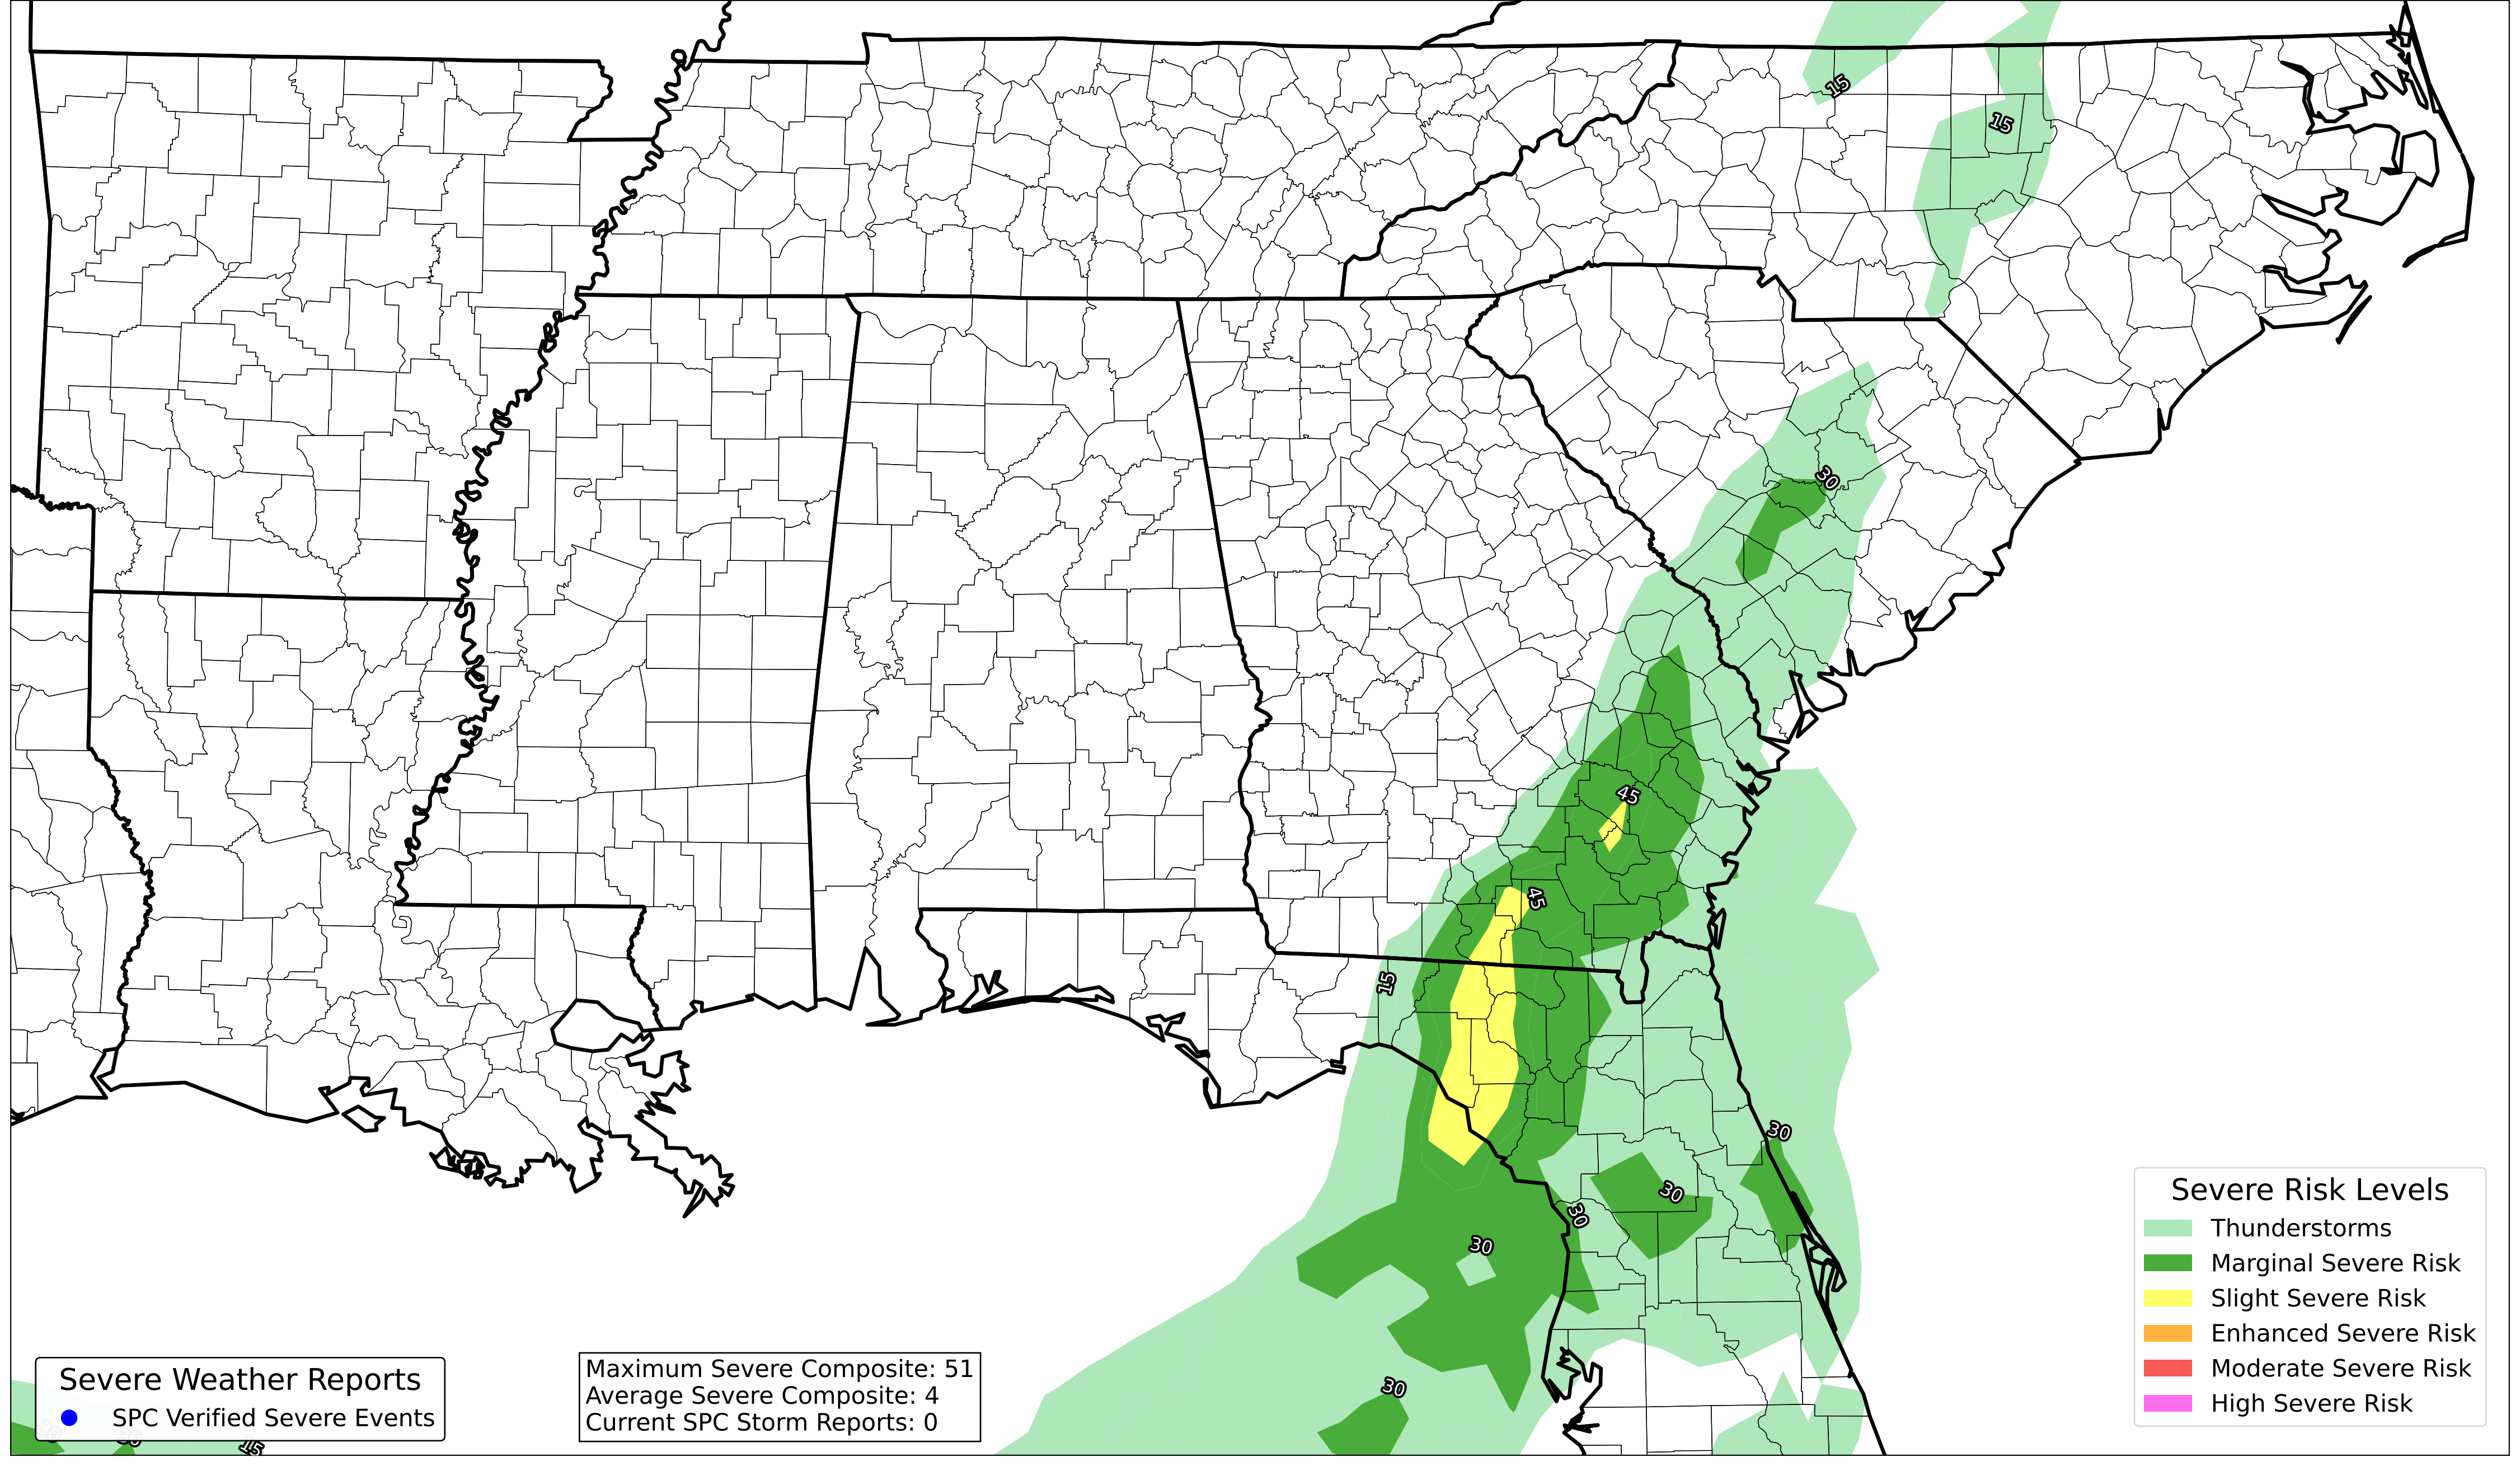 15
15
30
45
45
15
30
30
30
30
30
15
Severe Risk Levels
Thunderstorms
Marginal Severe Risk
Slight Severe Risk
Enhanced Severe Risk
Moderate Severe Risk
High Severe Risk
Severe Weather Reports
SPC Verified Severe Events
Maximum Severe Composite: 51
Average Severe Composite: 4
Current SPC Storm Reports: 0